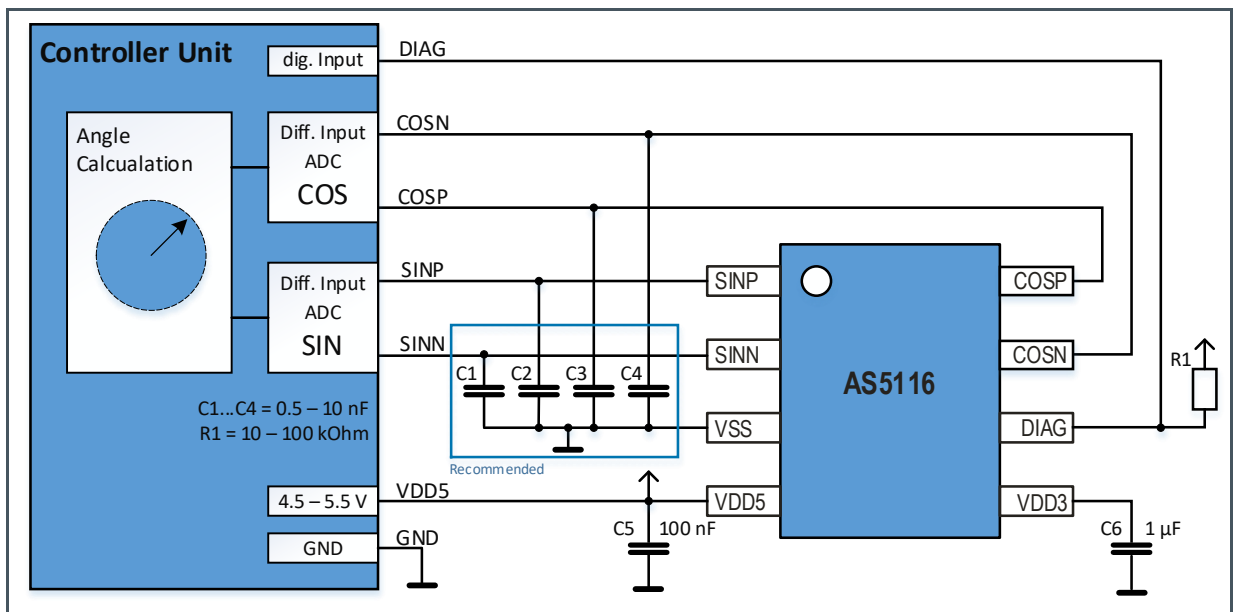 Controller Unit
dig. Input
DIAG
Angle
Calcualation
Diff. Input
ADC
COS
COSN
COSP
Diff. Input
ADC
SIN
SINP
SINN
C1...C4 = 0.5 – 10 nF
R1 = 10 – 100 kOhm
4.5 – 5.5 V
VDD5
GND
GND
C1
C2
C3
C4
Recommended
C5
100 nF
SINP
SINN
VSS
VDD5
AS5116
COSP
COSN
DIAG
VDD3
R1
C6
1 µF